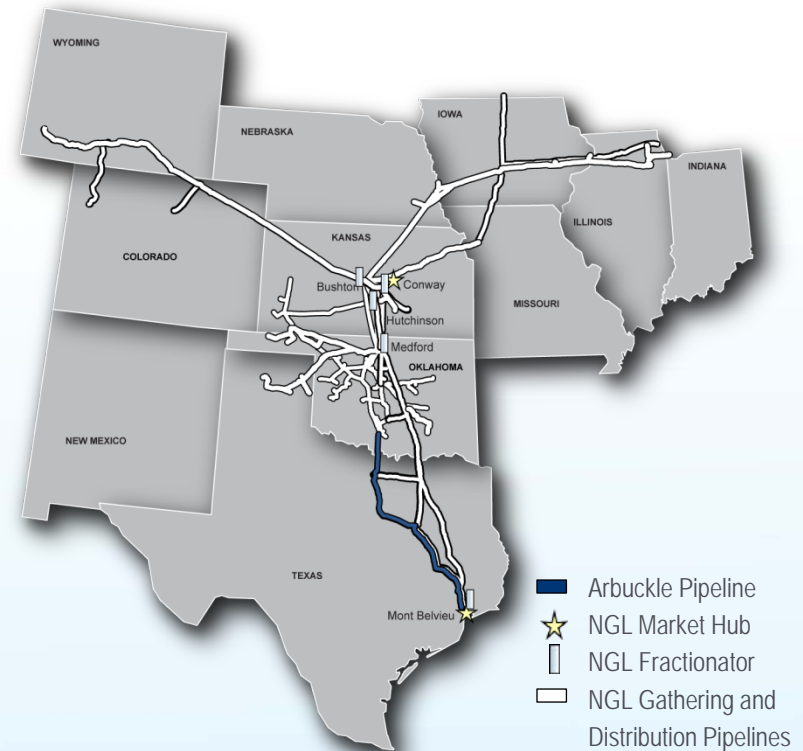 WYOMING
IOWA
NEBRASKA
INDIANA
ILLINOIS
KANSAS
COLORADO
Bushton
Conway
MISSOURI
Hutchinson
Medford
OKLAHOMA
NEW MEXICO
TEXAS
Mont Belvieu
Arbuckle Pipeline
NGL Market Hub
NGL Fractionator
NGL Gathering and
Distribution Pipelines